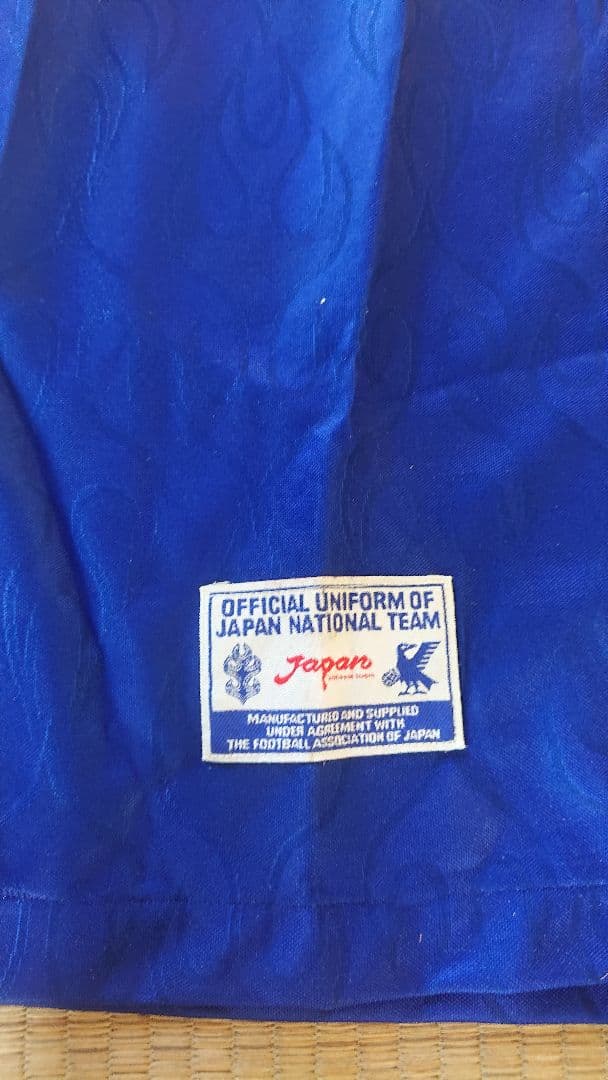 OFFICIAL UNIFORM OF
JAPAN NATIONAL TEAM
Japan
MANUFACTURED AND SUPPLIED
UNDER AGREEMENT WITH
THE FOOTBALL ASSOCIATION OF JAPAN